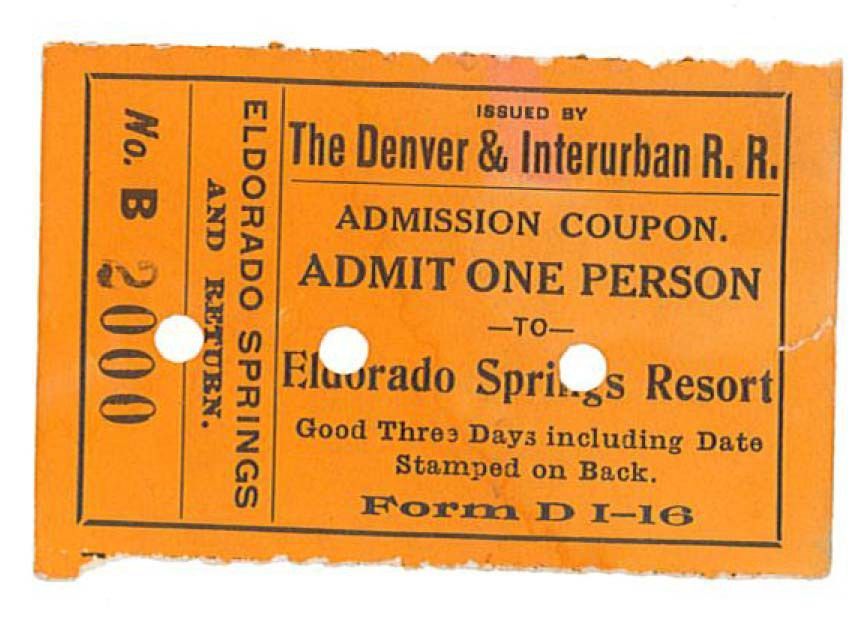 No. B 2000
ELDORADO SPRINGS
AND RETURN.
ISSUED BY
The Denver & Interurban R. R.
ADMISSION COUPON.
ADMIT ONE PERSON
—TO—
Eldorado Springs Resort
Good Three Days including Date
Stamped on Back.
Form D I-16